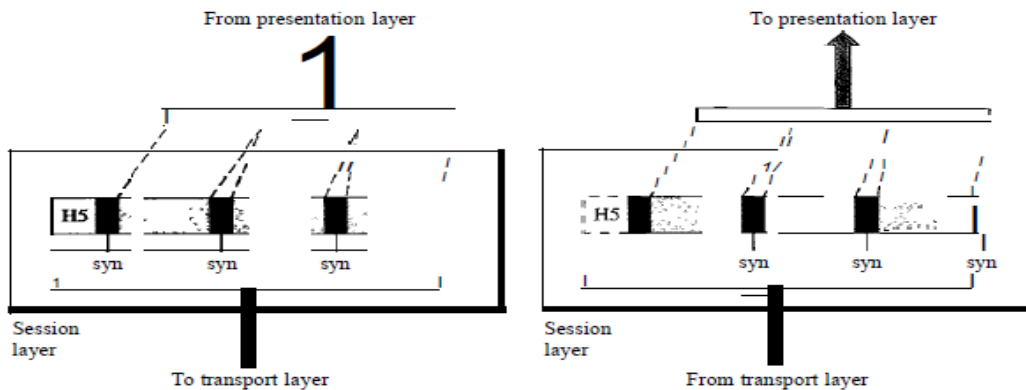 From presentation layer
To presentation layer
1
H5
syn
syn
syn
H5
syn
syn
syn
Session
layer
Session
layer
To transport layer
From transport layer